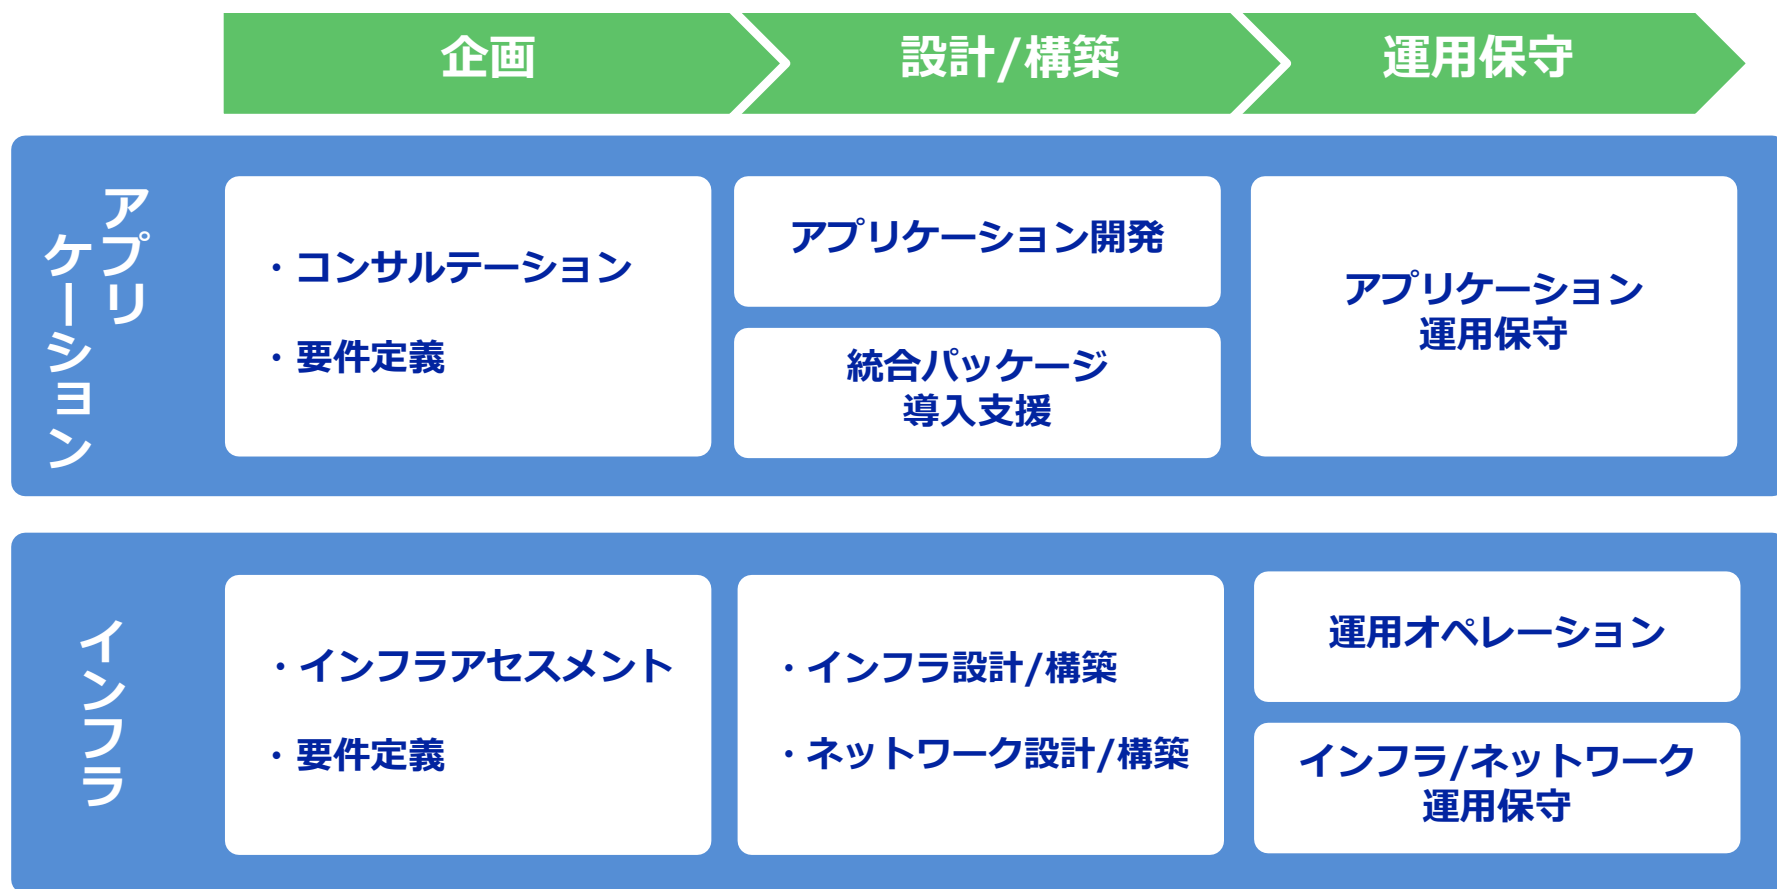 企画
設計/構築
運用保守
アプリ
ケーション
・コンサルテーション
・要件定義
アプリケーション開発
統合パッケージ
導入支援
アプリケーション
運用保守
インフラ
・インフラアセスメント
・要件定義
・インフラ設計/構築
・ネットワーク設計/構築
運用オペレーション
インフラ/ネットワーク
運用保守